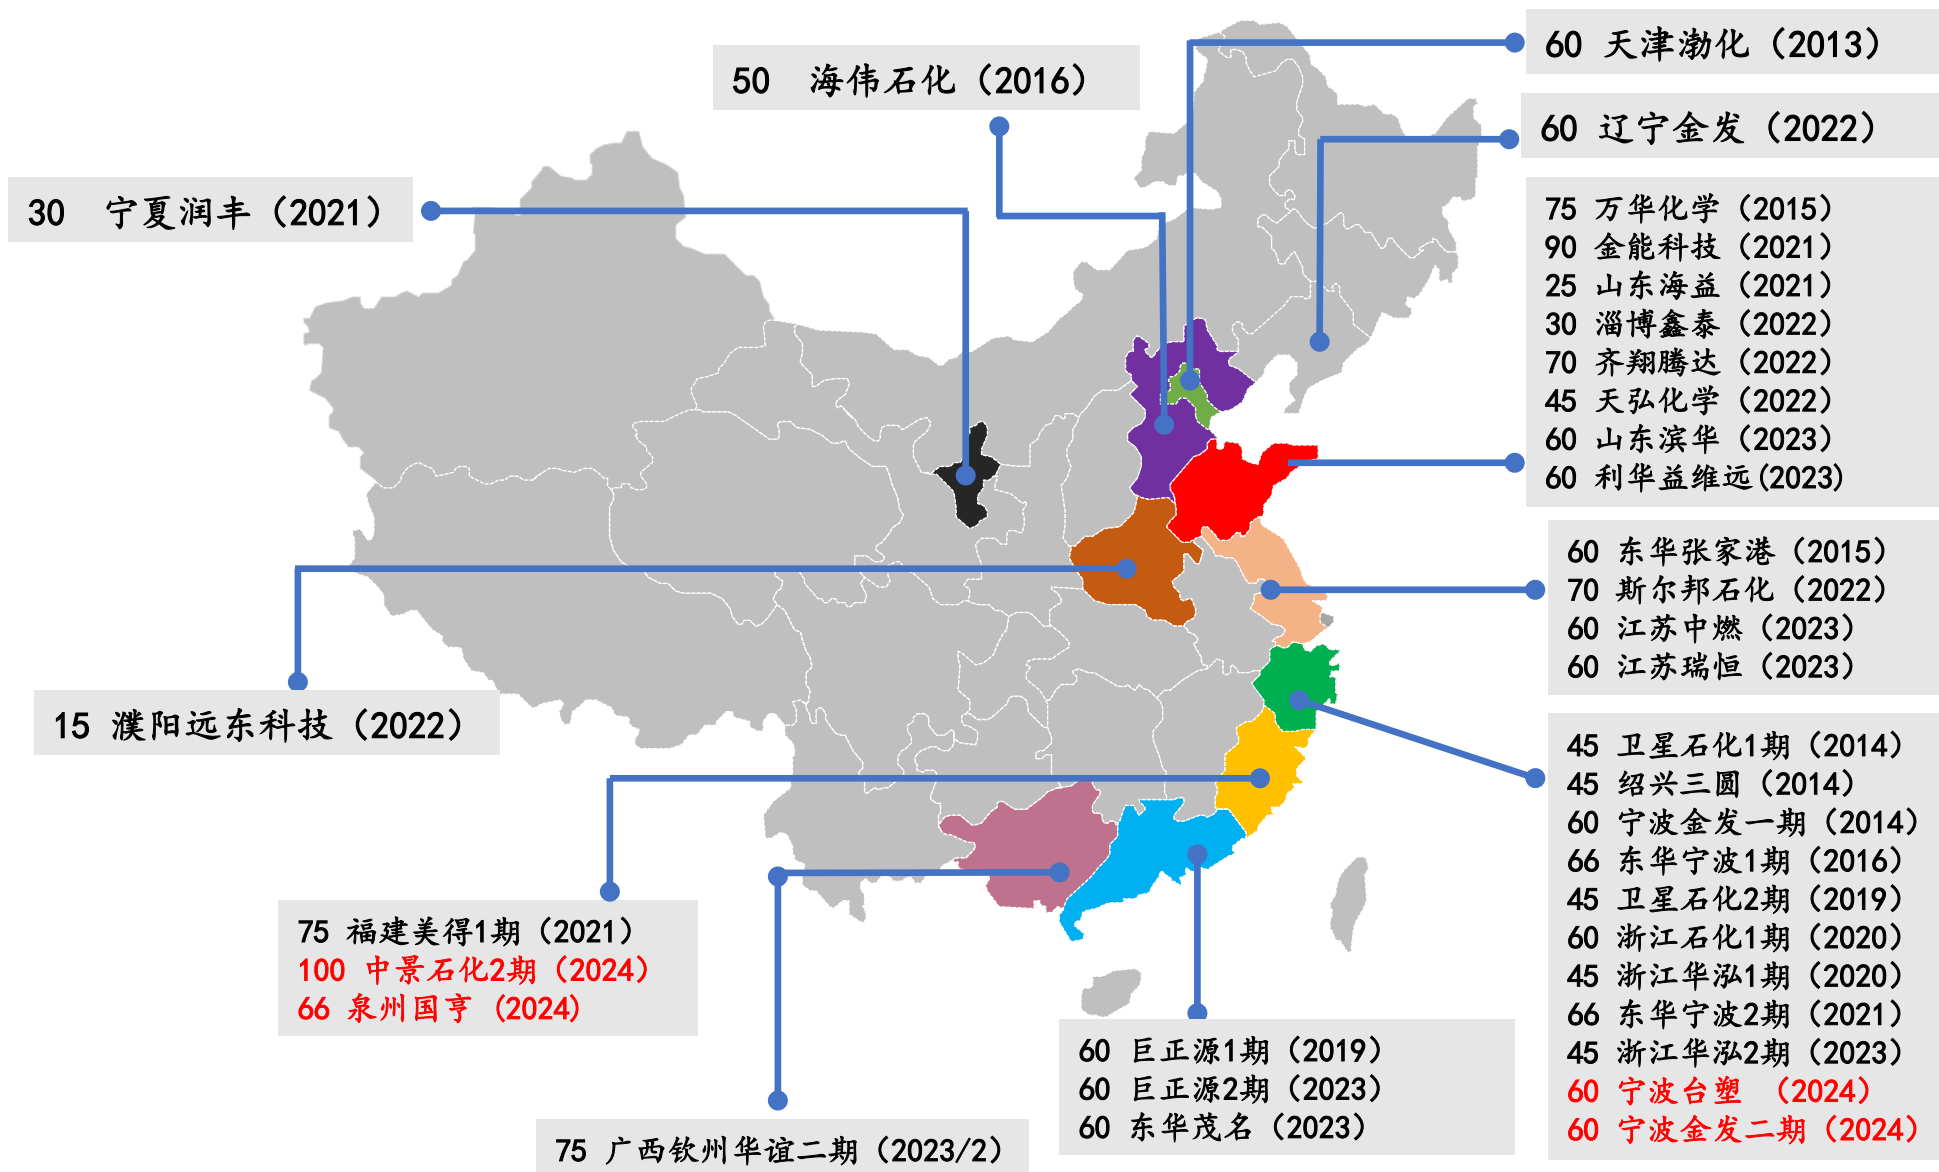 60 天津渤化（2013）
50 海伟石化（2016）
60 辽宁金发（2022）
30 宁夏润丰（2021）
75 万华化学（2015）
90 金能科技（2021）
25 山东海益（2021）
30 淄博鑫泰（2022）
70 齐翔腾达（2022）
45 天弘化学（2022）
60 山东滨华（2023）
60 利华益维远(2023)
60 东华张家港（2015）
70 斯尔邦石化（2022）
60 江苏中燃（2023）
60 江苏瑞恒（2023）
15 濮阳远东科技（2022）
45 卫星石化1期（2014）
45 绍兴三圆（2014）
60 宁波金发一期（2014）
66 东华宁波1期（2016）
45 卫星石化2期（2019）
60 浙江石化1期（2020）
45 浙江华泓1期（2020）
66 东华宁波2期（2021）
45 浙江华泓2期（2023）
60 宁波台塑 （2024）
60 宁波金发二期（2024）
75 福建美得1期（2021）
100 中景石化2期（2024）
66 泉州国亨 (2024)
60 巨正源1期（2019）
60 巨正源2期（2023）
60 东华茂名（2023）
75 广西钦州华谊二期（2023/2）